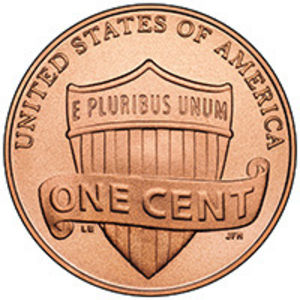 UNITED STATES OF AMERICA
E PLURIBUS UNUM
ONE CENT
LB
JFM